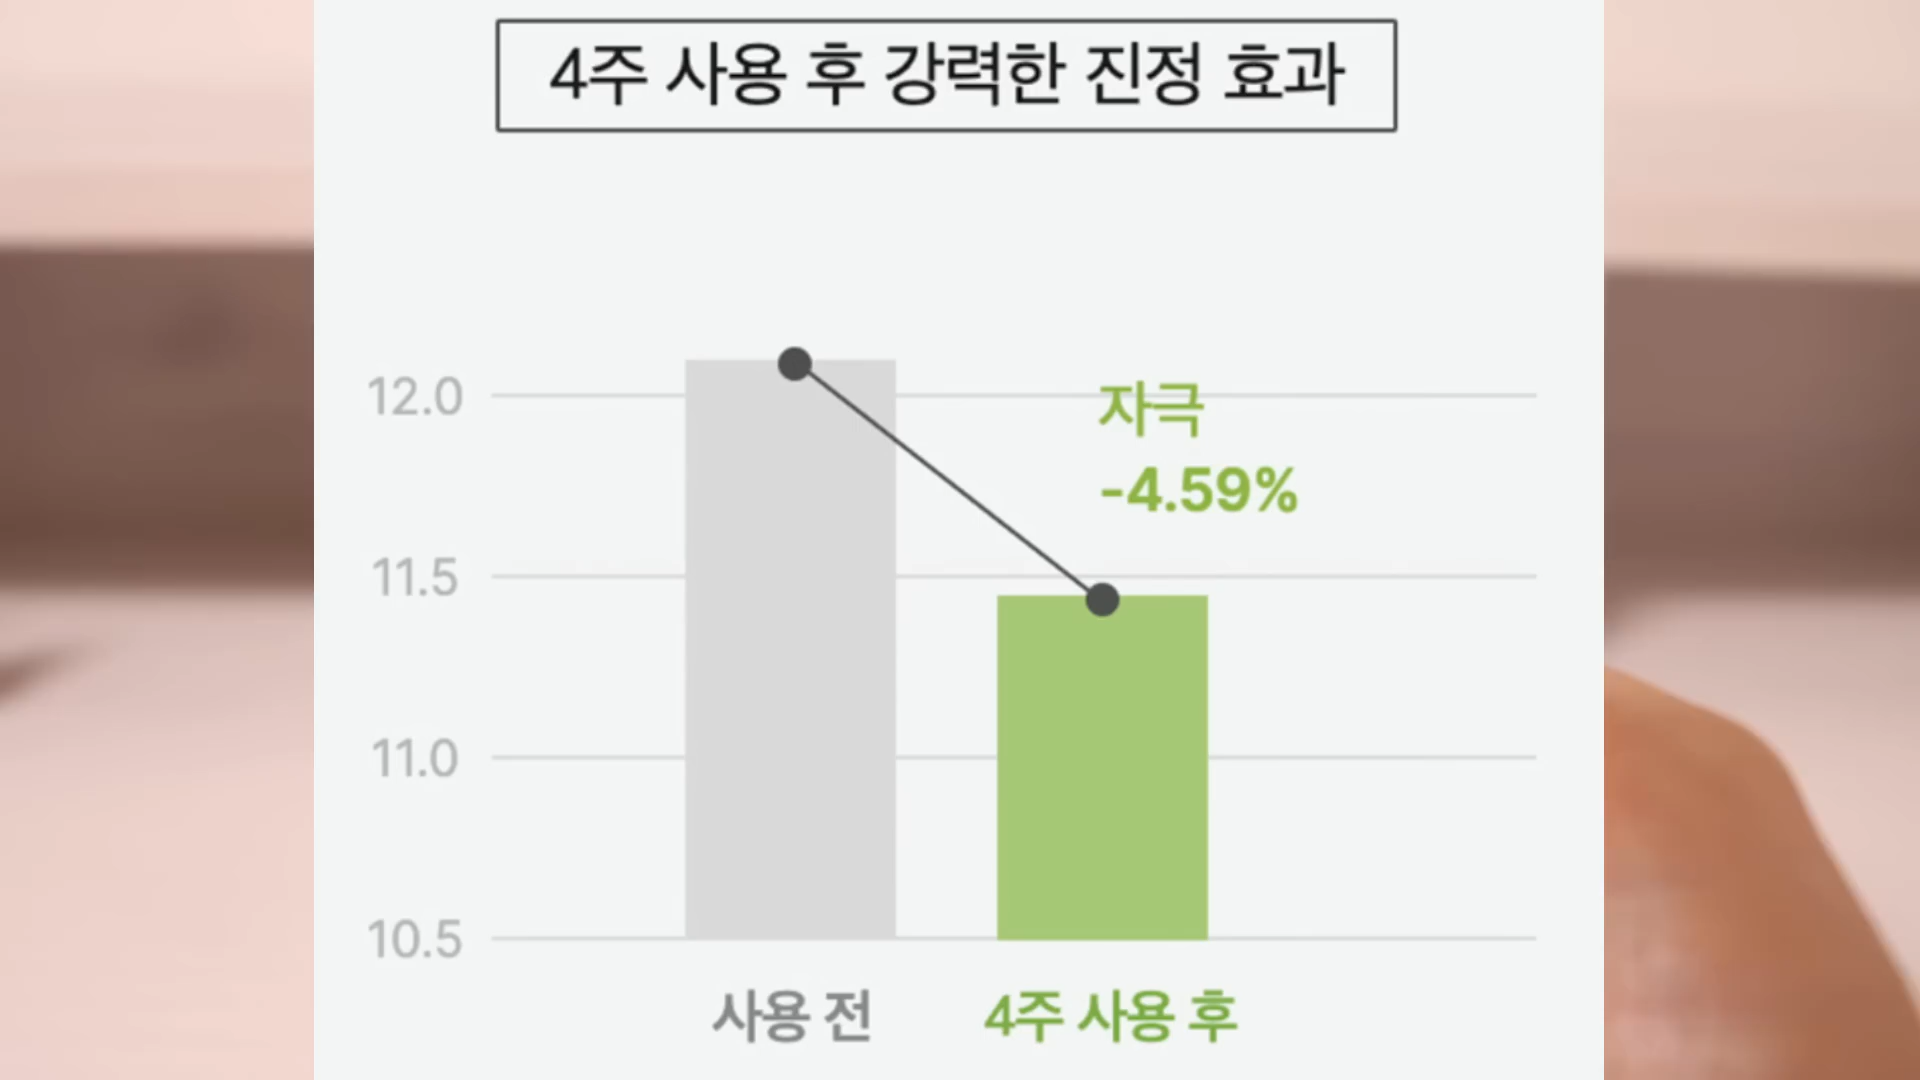 4주 사용 후 강력한 진정 효과
12.0
자극
-4.59%
11.5
11.0
10.5
사용 전
4주 사용 후